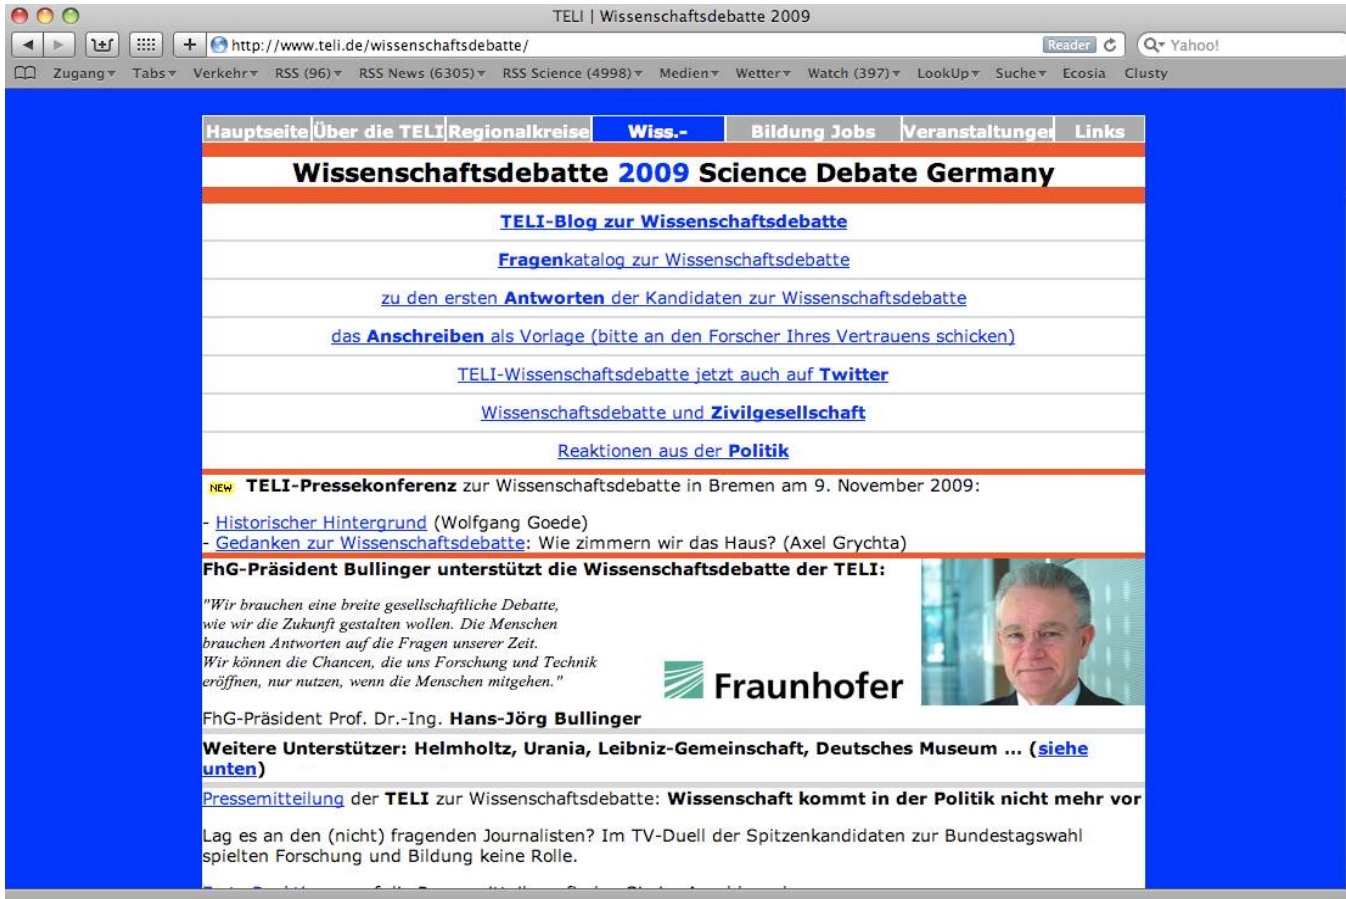 TELI | Wissenschaftsdebatte 2009
http://www.teli.de/wissenschaftsdebatte/ Reader Yahoo!
Zugang Tabs Verkehr RSS (96) RSS News (6305) RSS Science (4998) Medien Wetter Watch (397) LookUp Suche Ecosia Clusty
Hauptseite Über die TELI Regionalkreise Wiss.- Bildung Jobs Veranstaltungen Links
Wissenschaftsdebatte 2009 Science Debate Germany
TELI-Blog zur Wissenschaftsdebatte
Fragenkatalog zur Wissenschaftsdebatte
zu den ersten Antworten der Kandidaten zur Wissenschaftsdebatte
das Anschreiben als Vorlage (bitte an den Forscher Ihres Vertrauens schicken)
TELI-Wissenschaftsdebatte jetzt auch auf Twitter
Wissenschaftsdebatte und Zivilgesellschaft
Reaktionen aus der Politik
NEW TELI-Pressekonferenz zur Wissenschaftsdebatte in Bremen am 9. November 2009:
- Historischer Hintergrund (Wolfgang Goede)
- Gedanken zur Wissenschaftsdebatte: Wie zimmern wir das Haus? (Axel Grychta)
FhG-Präsident Bullinger unterstützt die Wissenschaftsdebatte der TELI:
"Wir brauchen eine breite gesellschaftliche Debatte,
wie wir die Zukunft gestalten wollen. Die Menschen
brauchen Antworten auf die Fragen unserer Zeit.
Wir können die Chancen, die uns Forschung und Technik
eröffnen, nur nutzen, wenn die Menschen mitgehen."
Fraunhofer
FhG-Präsident Prof. Dr.-Ing. Hans-Jörg Bullinger
Weitere Unterstützer: Helmholtz, Urania, Leibniz-Gemeinschaft, Deutsches Museum ... (siehe
unten)
Pressemitteilung der TELI zur Wissenschaftsdebatte: Wissenschaft kommt in der Politik nicht mehr vor
Lag es an den (nicht) fragenden Journalisten? Im TV-Duell der Spitzenkandidaten zur Bundestagswahl
spielten Forschung und Bildung keine Rolle.